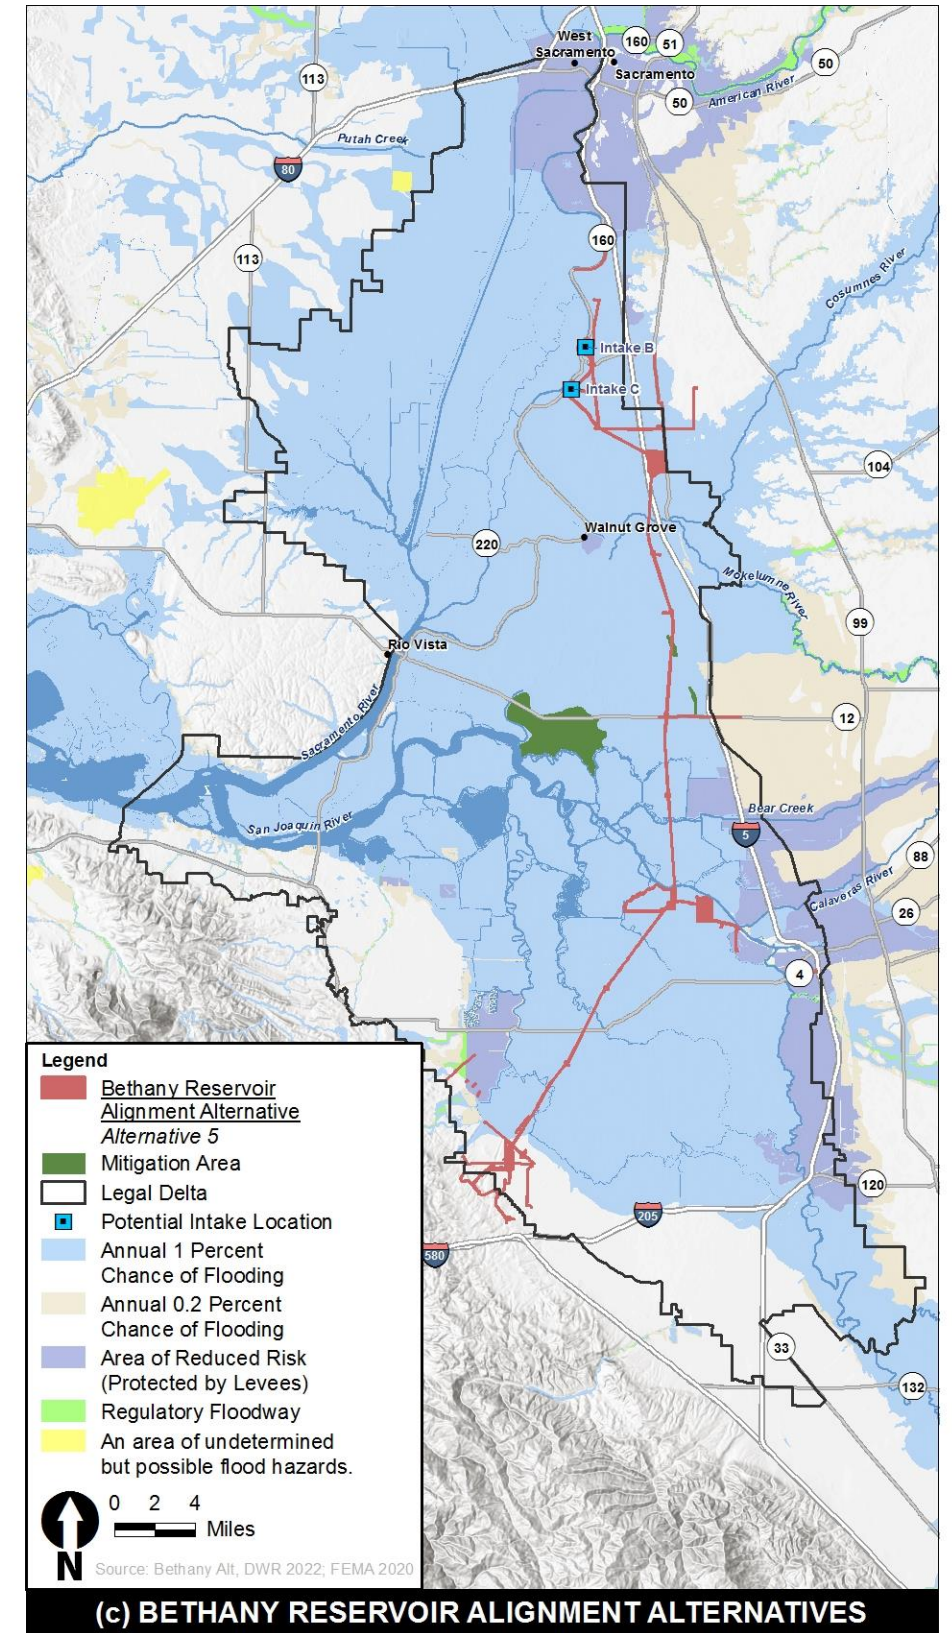 West
Sacramento
160
51
50
Sacramento
113
50
American River
Putah Creek
80
160
113
Cosumnes River
Intake B
Intake C
104
Walnut Grove
220
Mokelumne River
99
Rio Vista
Sacramento River
12
San Joaquin River
Bear Creek
5
88
Calaveras River
26
4
120
205
580
33
132
Legend
Bethany Reservoir
Alignment Alternative
Alternative 5
Mitigation Area
Legal Delta
Potential Intake Location
Annual 1 Percent
Chance of Flooding
Annual 0.2 Percent
Chance of Flooding
Area of Reduced Risk
(Protected by Levees)
Regulatory Floodway
An area of undetermined
but possible flood hazards.
0 2 4
Miles
N
Source: Bethany Alt, DWR 2022; FEMA 2020
(c) BETHANY RESERVOIR ALIGNMENT ALTERNATIVES